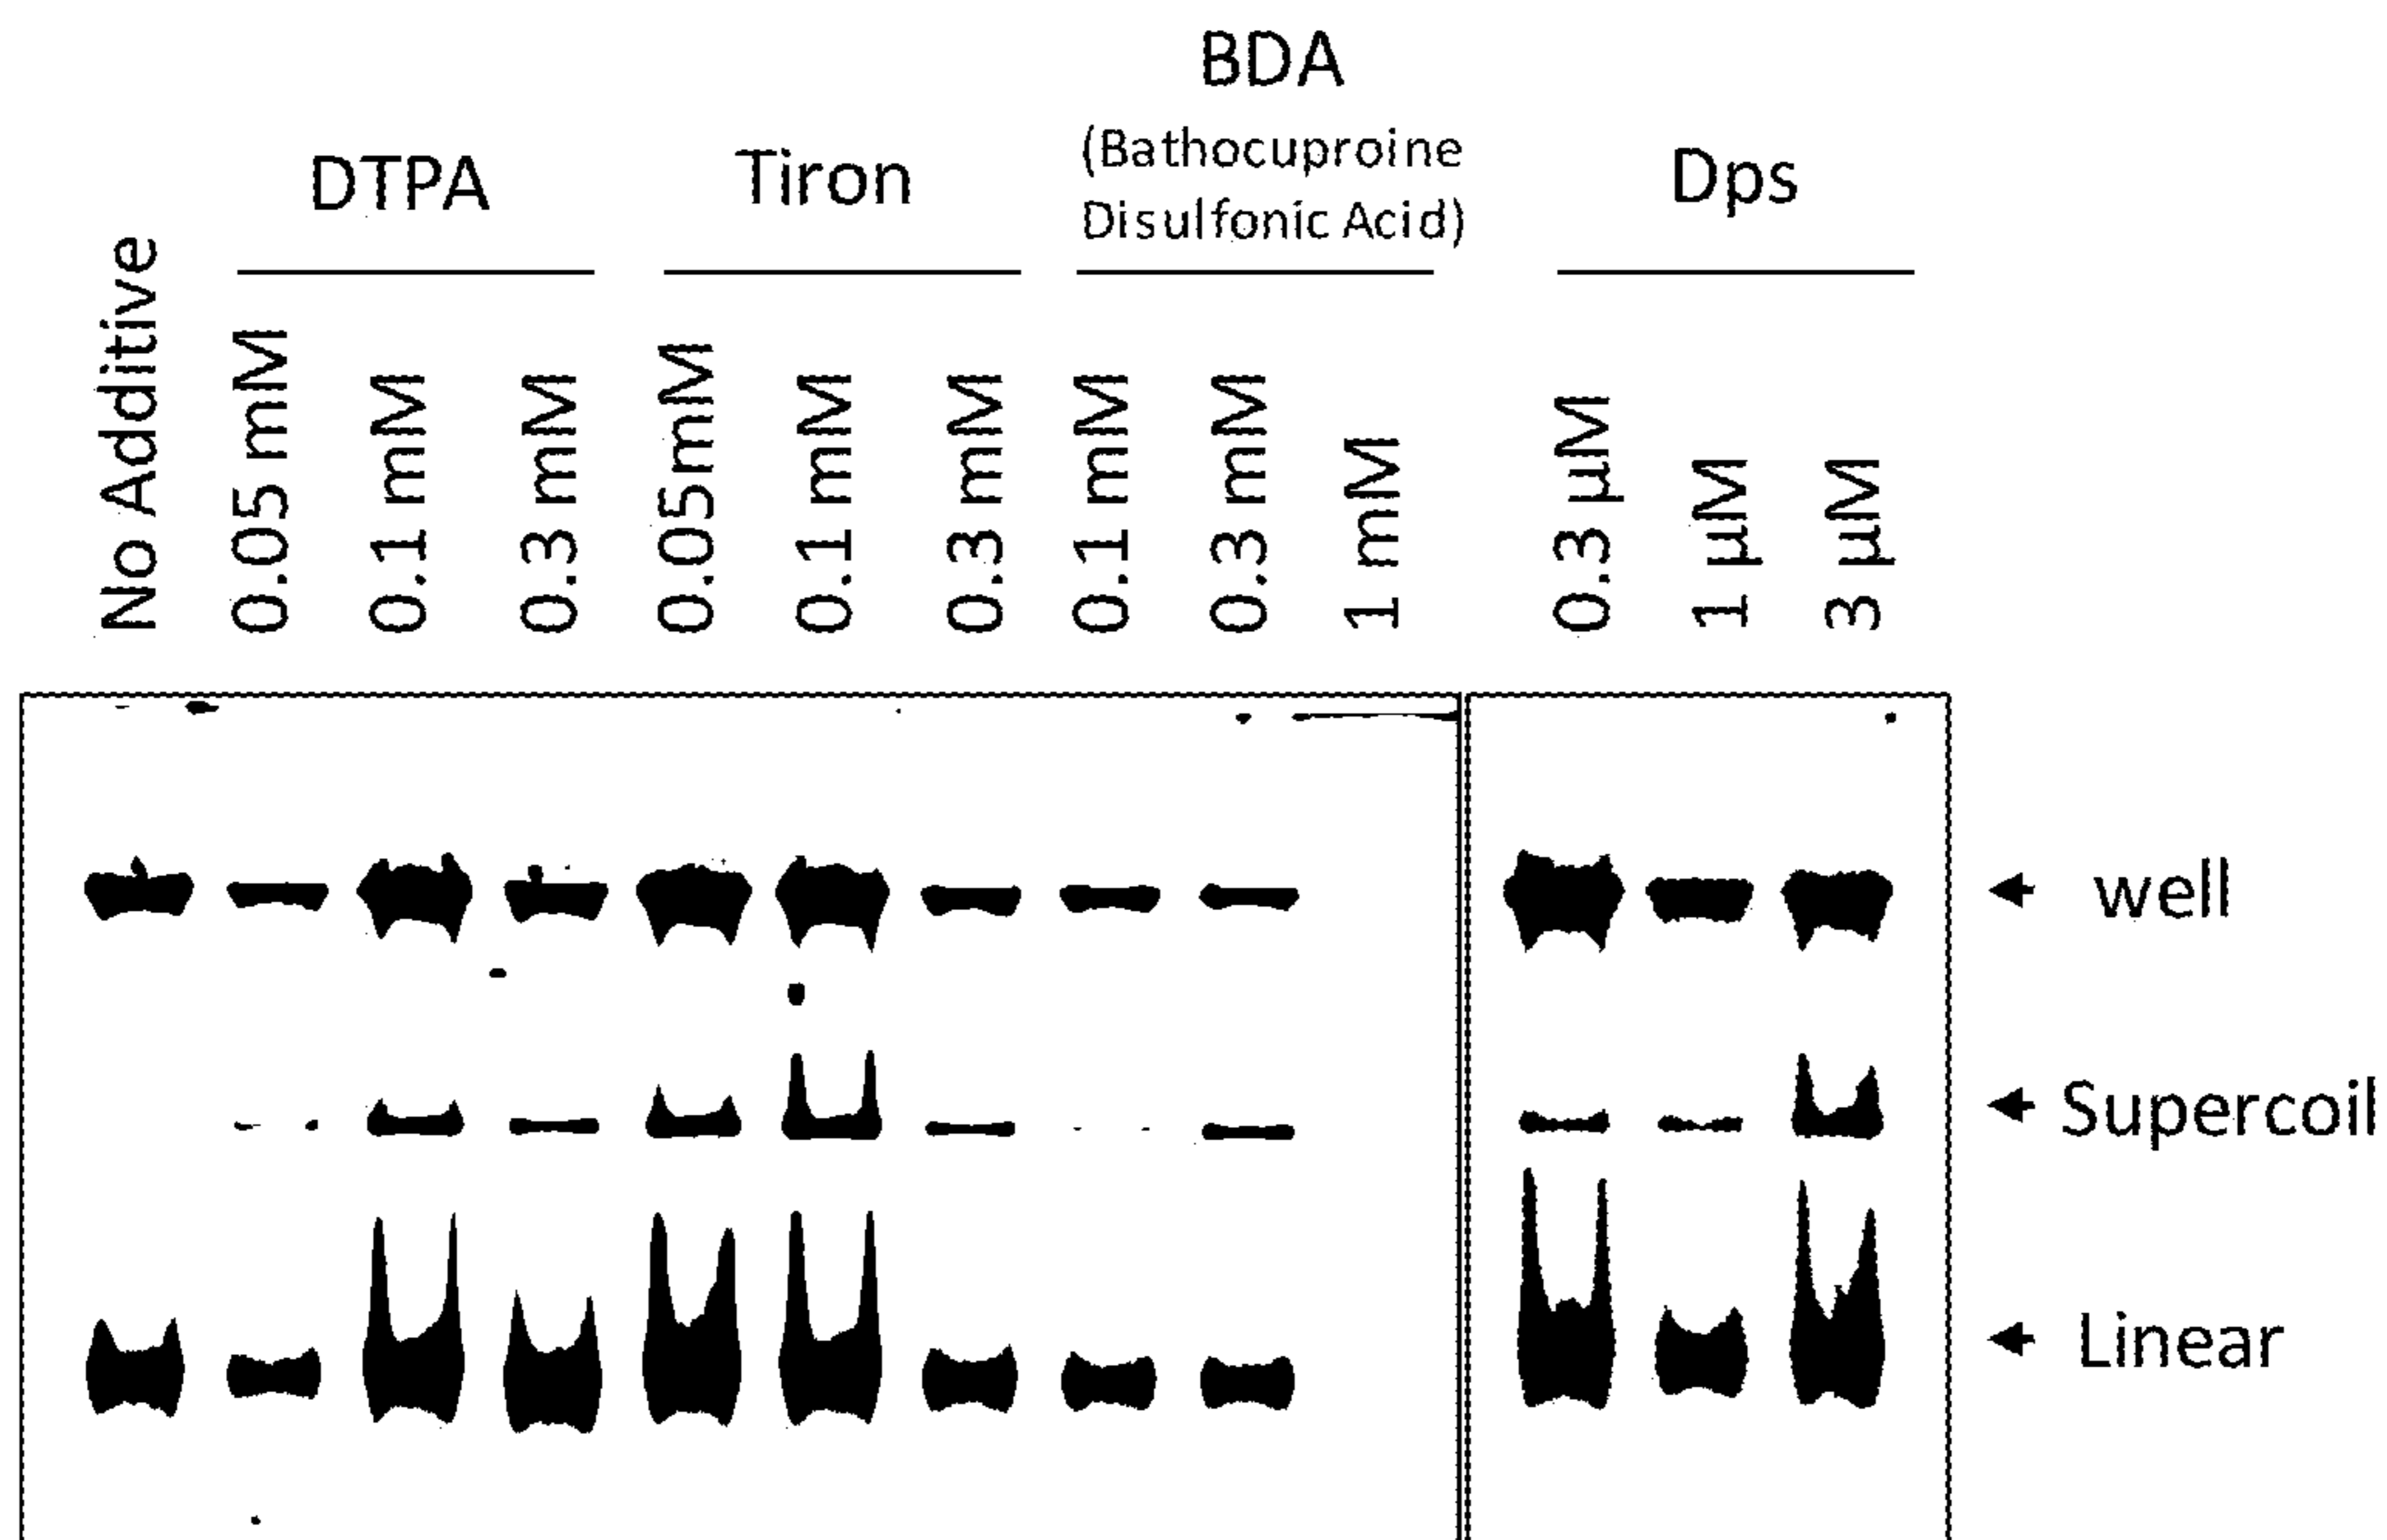 BDA
(Bathocuproine
Disulfonic Acid)
DTPA
Tiron
Dps
No Additive
0.05 mM
0.1 mM
0.3 mM
0.05mM
0.1 mM
0.3 mM
0.1 mM
0.3 mM
1 mM
0.3 µM
1 µM
3 µM
well
Supercoil
Linear